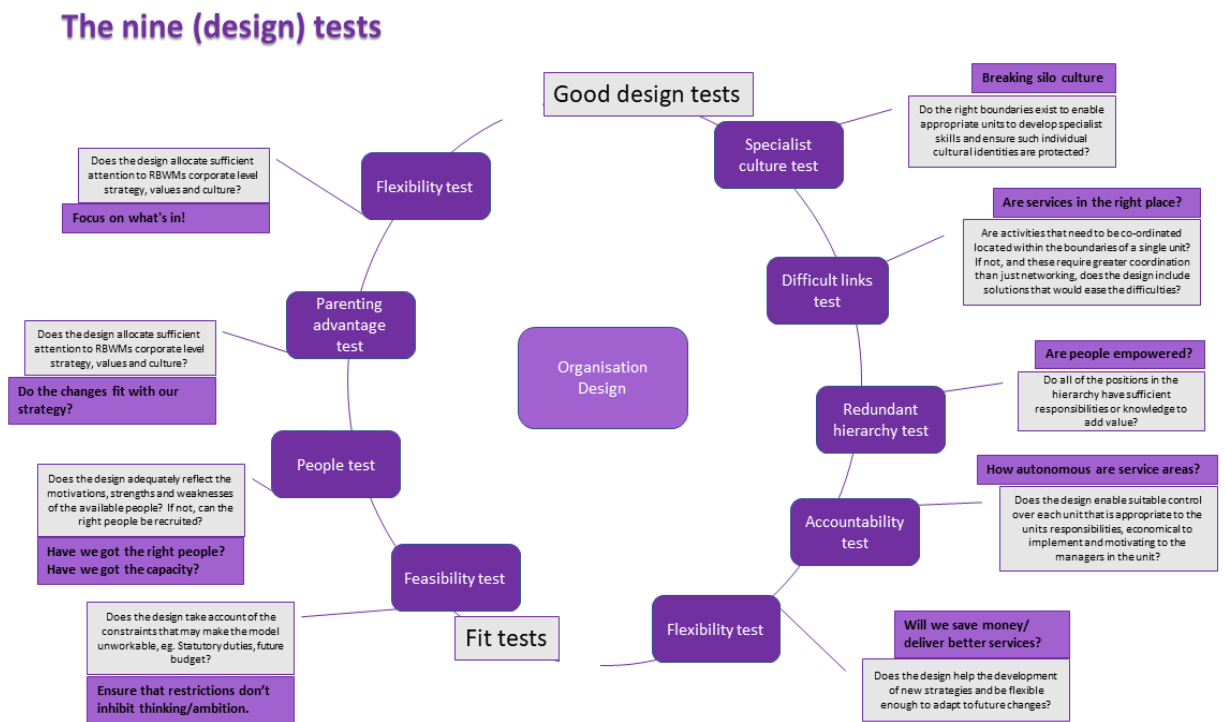 The nine (design) tests
Good design tests
Breaking silo culture
Do the right boundaries exist to enable
appropriate units to develop specialist
skills and ensure such individual
cultural identities are protected?
Specialist
culture test
Are services in the right place?
Are activities that need to be co-ordinated
located within the boundaries of a single unit?
If not, and these require greater coordination
than just networking, does the design include
solutions that would ease the difficulties?
Difficult links
test
Are people empowered?
Do all of the positions in the
hierarchy have sufficient
responsibilities or knowledge to
add value?
Redundant
hierarchy test
How autonomous are service areas?
Does the design enable suitable control
over each unit that is appropriate to the
units responsibilities, economical to
implement and motivating to the
managers in the unit?
Accountability
test
Will we save money/
deliver better services?
Does the design help the development
of new strategies and be flexible
enough to adapt to future changes?
Flexibility test
Organisation
Design
Fit tests
Feasibility test
Does the design take account of the
constraints that may make the model
unworkable, eg. Statutory duties, future
budget?
Ensure that restrictions don't
inhibit thinking/ambition.
People test
Does the design adequately reflect the
motivations, strengths and weaknesses
of the available people? If not, can the
right people be recruited?
Have we got the right people?
Have we got the capacity?
Parenting
advantage
test
Does the design allocate sufficient
attention to RBWMs corporate level
strategy, values and culture?
Do the changes fit with our
strategy?
Flexibility test
Does the design allocate sufficient
attention to RBWMs corporate level
strategy, values and culture?
Focus on what's in!